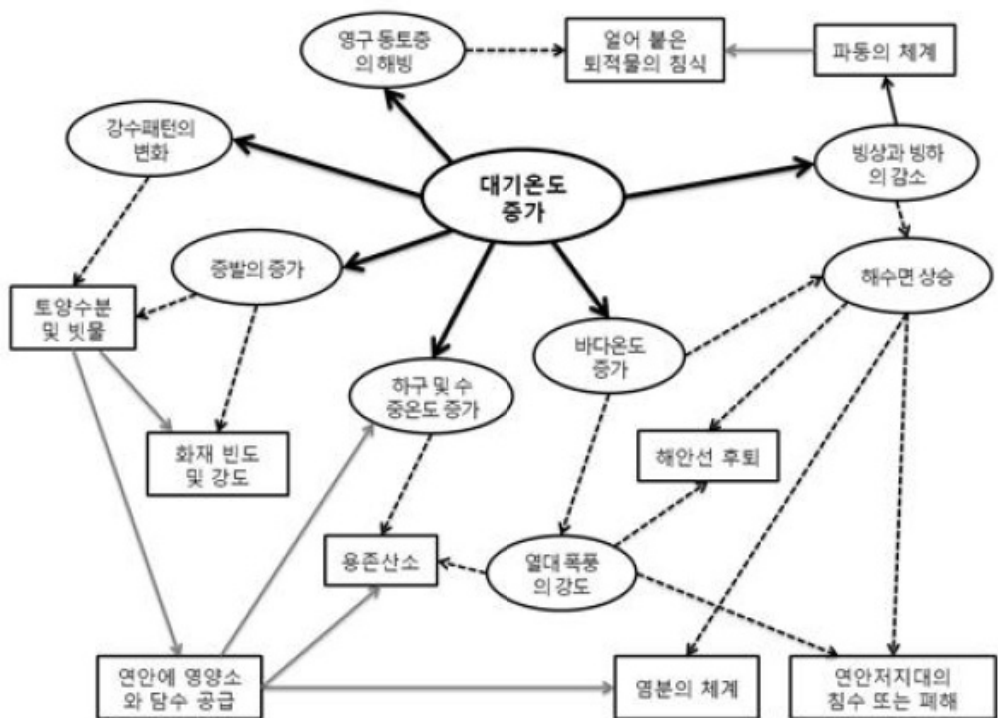 영구 동토층
의 해빙
얼어 붙은
퇴적물의 침식
파동의 체계
강수패턴의
변화
대기온도
증가
빙상과 빙하
의 감소
증발의 증가
해수면 상승
토양수분
및 빗물
바다온도
증가
하구 및 수
중온도 증가
화재 빈도
및 강도
해안선 후퇴
용존산소
열대 폭풍
의 강도
연안에 영양소
와 담수 공급
염분의 체계
연안저지대의
침수 또는 폐해